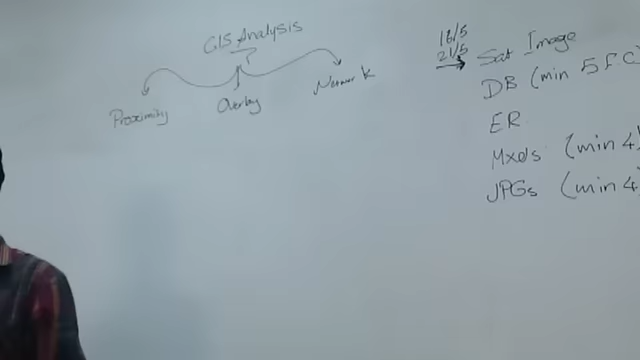 GIS Analysis
Proximity
Overlay
Network
18/5
21/5
Sat Image
DB (min 5 F.C
ER
Mxds (min 4)
JPGs (min 4